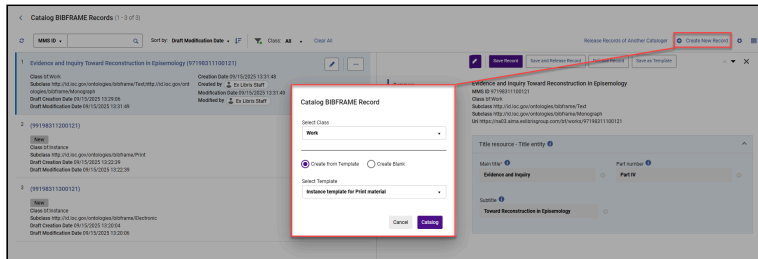 Catalog BIBFRAME Records (1 - 3 of 3)
MMS ID
Sort by: Draft Modification Date
Class: All
Clear All
Release Records of Another Cataloger
Create New Record
1 Evidence and Inquiry Toward Reconstruction in Epistemology (97198311100121)
Class Of Work
Subclass http://id.loc.gov/ontologies/bibframe/Text,http://id.loc.gov/ont
ologies/bibframe/Monograph
Draft Creation Date 09/15/2025 13:29:06
Draft Modification Date 09/15/2025 13:31:49
Creation Date 09/15/2025 13:31:48
Created by Ex Libris Staff
Modification Date 09/15/2025 13:31:49
Modified by Ex Libris Staff
2 (99198311200121)
New
Class Of Instance
Subclass http://id.loc.gov/ontologies/bibframe/Print
Draft Creation Date 09/15/2025 13:22:39
Draft Modification Date 09/15/2025 13:22:39
3 (99198311300121)
New
Class Of Instance
Subclass http://id.loc.gov/ontologies/bibframe/Electronic
Draft Creation Date 09/15/2025 13:20:04
Draft Modification Date 09/15/2025 13:20:06
Catalog BIBFRAME Record
Select Class
Work
Create from Template
Create Blank
Select Template
Instance template for Print material
Cancel
Catalog
Save Record
Save and Release Record
Save as Template
Evidence and Inquiry Toward Reconstruction in Epistemology
MMS ID 97198311100121
Class Of Work
Subclass http://id.loc.gov/ontologies/bibframe/Text
Subclass http://id.loc.gov/ontologies/bibframe/Monograph
Title resource - Title entity
Main title*
Evidence and Inquiry
Part number
Part IV
Subtitle
Toward Reconstruction in Epistemology